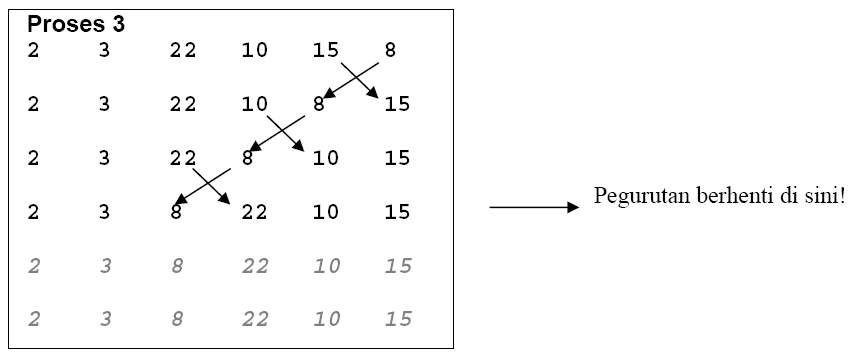 Proses 3
2 3 22 10 15 8
2 3 22 10 8 15
2 3 22 8 10 15
2 3 8 22 10 15
Pegurutan berhenti di sini!
2 3 8 22 10 15
2 3 8 22 10 15